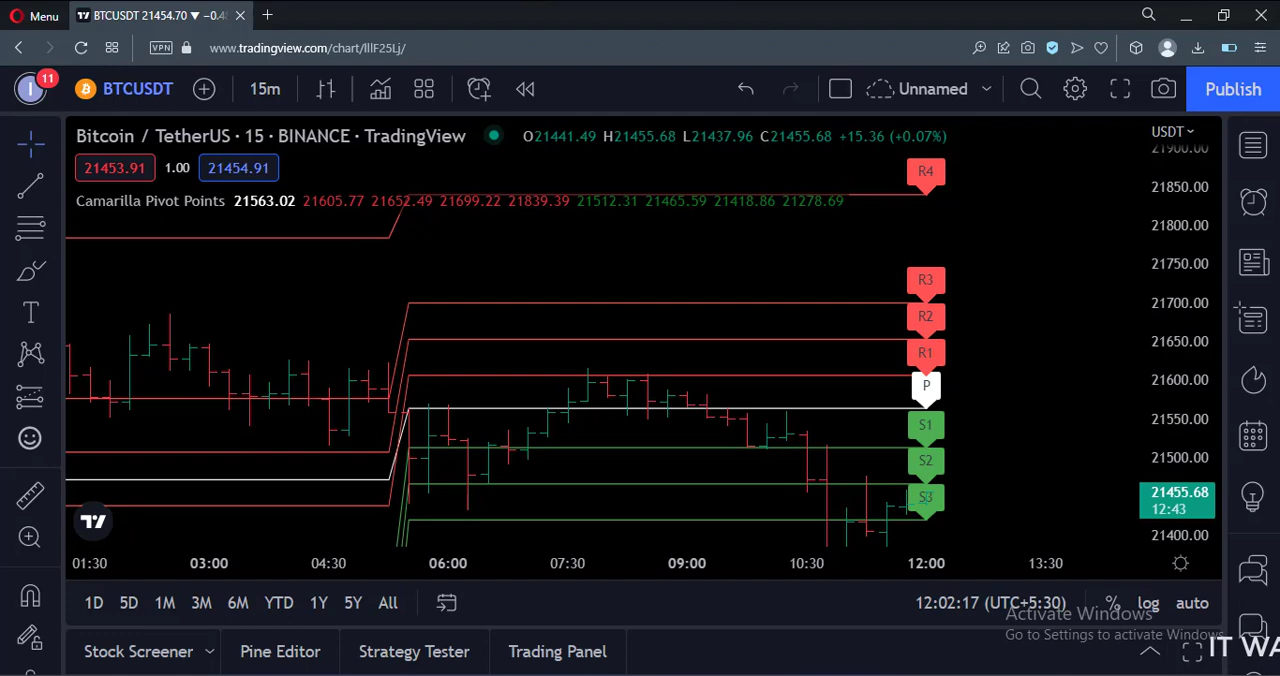 Menu
BTCUSDT 21454.70 ▼ −0.4
VPN
www.tradingview.com/chart/lllF25Lj/
11
I
BTCUSDT
15m
Unnamed
Publish
Bitcoin / TetherUS · 15 · BINANCE · TradingView
O21441.49 H21455.68 L21437.96 C21455.68 +15.36 (+0.07%)
USDT
21900.00
21453.91
1.00
21454.91
R4
21850.00
Camarilla Pivot Points 21563.02 21605.77 21652.49 21699.22 21839.39 21512.31 21465.59 21418.86 21278.69
21800.00
21750.00
R3
21700.00
R2
21650.00
R1
21600.00
P
21550.00
S1
S2
21500.00
S3
21455.68
12:43
21400.00
01:30
03:00
04:30
06:00
07:30
09:00
10:30
12:00
13:30
1D 5D 1M 3M 6M YTD 1Y 5Y All
12:02:17 (UTC+5:30)
% log auto
Activate Windows
Go to Settings to activate Windows
Stock Screener
Pine Editor
Strategy Tester
Trading Panel
IT WA